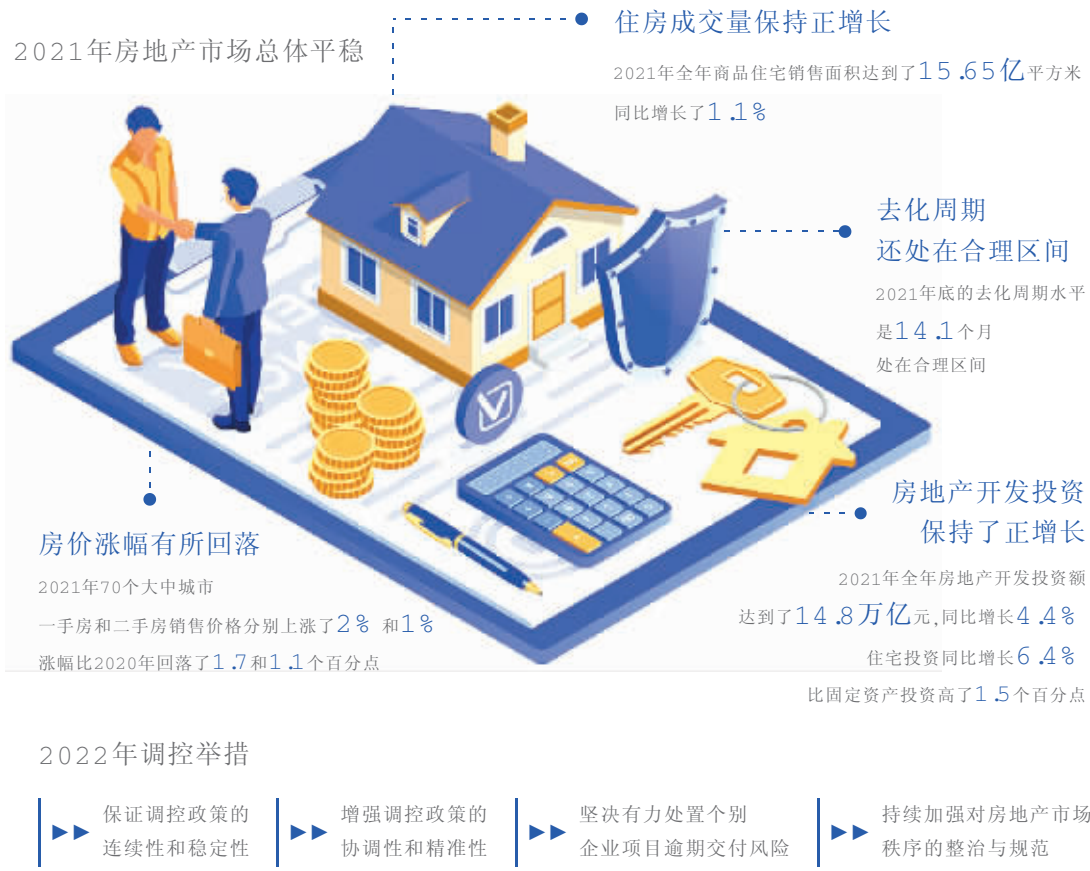 2021年房地产市场总体平稳
住房成交量保持正增长
2021年全年商品住宅销售面积达到了15.65亿平方米
同比增长了1.1%
去化周期
还处在合理区间
2021年底的去化周期水平
是14.1个月
处在合理区间
房地产开发投资
保持了正增长
2021年全年房地产开发投资额
达到了14.8万亿元,同比增长4.4%
住宅投资同比增长6.4%
比固定资产投资高了1.5个百分点
房价涨幅有所回落
2021年70个大中城市
一手房和二手房销售价格分别上涨了2% 和1%
涨幅比2020年回落了1.7和1.1个百分点
2022年调控举措
保证调控政策的
连续性和稳定性
增强调控政策的
协调性和精准性
坚决有力处置个别
企业项目逾期交付风险
持续加强对房地产市场
秩序的整治与规范